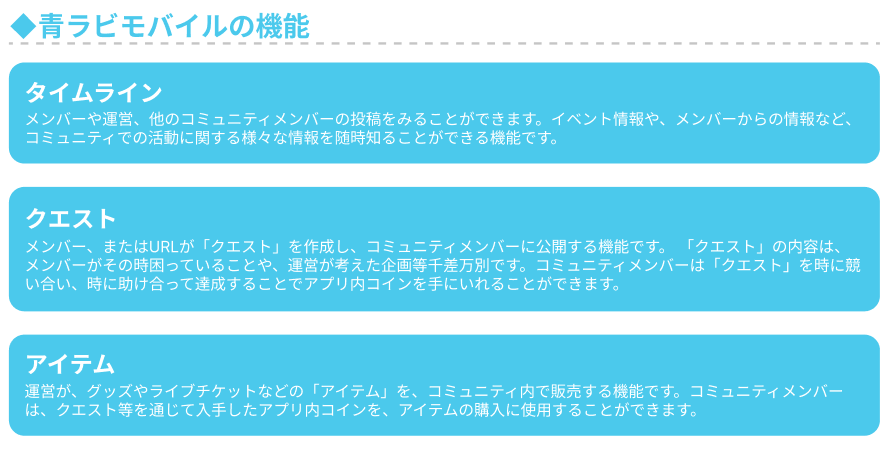 ◆青ラビモバイルの機能
タイムライン
メンバーや運営、他のコミュニティメンバーの投稿をみることができます。イベント情報や、メンバーからの情報など、
コミュニティでの活動に関する様々な情報を随時知ることができる機能です。
クエスト
メンバー、またはURLが「クエスト」を作成し、コミュニティメンバーに公開する機能です。 「クエスト」の内容は、
メンバーがその時困っていることや、運営が考えた企画等千差万別です。コミュニティメンバーは「クエスト」を時に競
い合い、時に助け合って達成することでアプリ内コインを手にいれることができます。
アイテム
運営が、グッズやライブチケットなどの「アイテム」を、コミュニティ内で販売する機能です。コミュニティメンバー
は、クエスト等を通じて入手したアプリ内コインを、アイテムの購入に使用することができます。